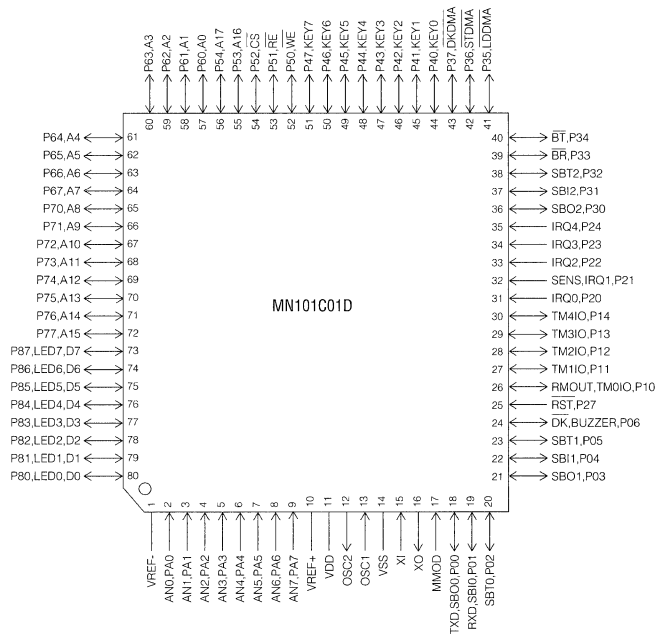 P63,A3
P62,A2
P61,A1
P60,A0
P54,A17
P53,A16
P52,CS
P51,RE
P50,WE
P47,KEY7
P46,KEY6
P45,KEY5
P44,KEY4
P43 KEY3
P42,KEY2
P41,KEY1
P40,KEY0
P37,DKDMA
P36,STDMA
P35,LDDMA
60 59 58 57 56 55 54 53 52 51 50 49 48 47 46 45 44 43 42 41
P64,A4 61
P65,A5 62
P66,A6 63
P67,A7 64
P70,A8 65
P71,A9 66
P72,A10 67
P73,A11 68
P74,A12 69
P75,A13 70
P76,A14 71
P77,A15 72
P87,LED7,D7 73
P86,LED6,D6 74
P85,LED5,D5 75
P84,LED4,D4 76
P83,LED3,D3 77
P82,LED2,D2 78
P81,LED1,D1 79
P80,LED0,D0 80
MN101C01D
40 BT,P34
39 BR,P33
38 SBT2,P32
37 SBI2,P31
36 SBO2,P30
35 IRQ4,P24
34 IRQ3,P23
33 IRQ2,P22
32 SENS,IRQ1,P21
31 IRQ0,P20
30 TM4IO,P14
29 TM3IO,P13
28 TM2IO,P12
27 TM1IO,P11
26 RMOUT,TM0IO,P10
25 RST,P27
24 DK,BUZZER,P06
23 SBT1,P05
22 SBI1,P04
21 SBO1,P03
1 2 3 4 5 6 7 8 9 10 11 12 13 14 15 16 17 18 19 20
VREF-
AN0,PA0
AN1,PA1
AN2,PA2
AN3,PA3
AN4,PA4
AN5,PA5
AN6,PA6
AN7,PA7
VREF+
VDD
OSC2
OSC1
VSS
XI
XO
MMOD
TXD,SBO0,P00
RXD,SBI0,P01
SBT0,P02